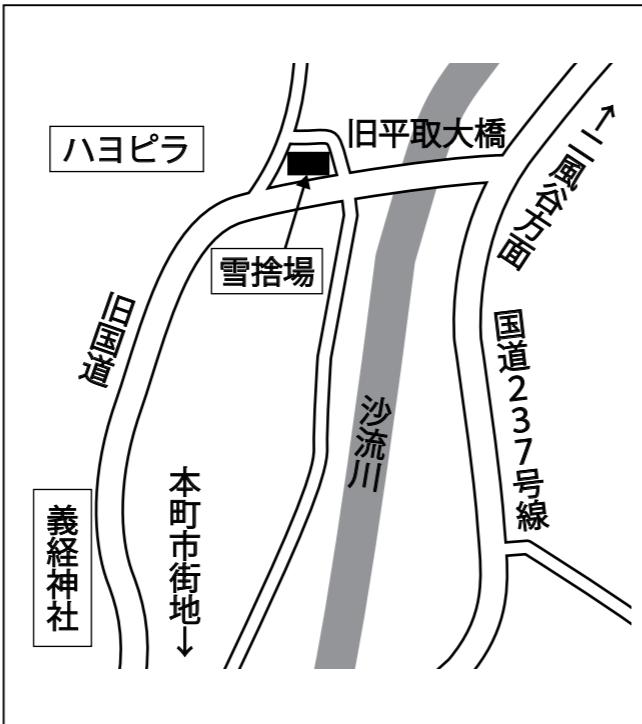 旧平取大橋
ハヨピラ
←二風谷方面
雪捨場
旧国道
国道237号線
沙流川
本町市街地→
義経神社